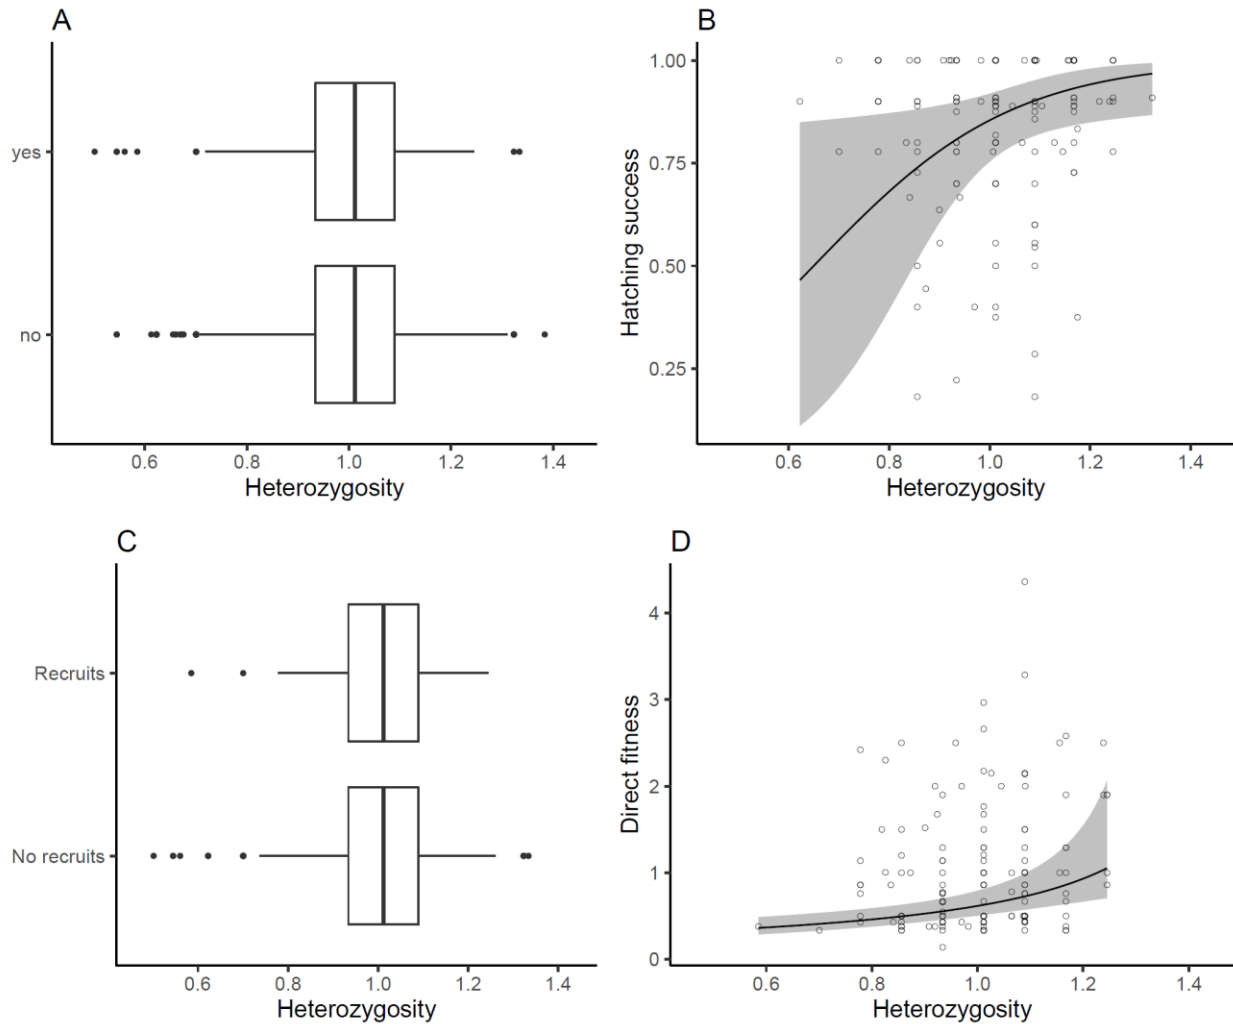 A
yes
no
0.6 0.8 1.0 1.2 1.4
Heterozygosity
B
Hatching success
1.00
0.75
0.50
0.25
0.6 0.8 1.0 1.2 1.4
Heterozygosity
C
Recruits
No recruits
0.6 0.8 1.0 1.2 1.4
Heterozygosity
D
Direct fitness
4
3
2
1
0
0.6 0.8 1.0 1.2 1.4
Heterozygosity